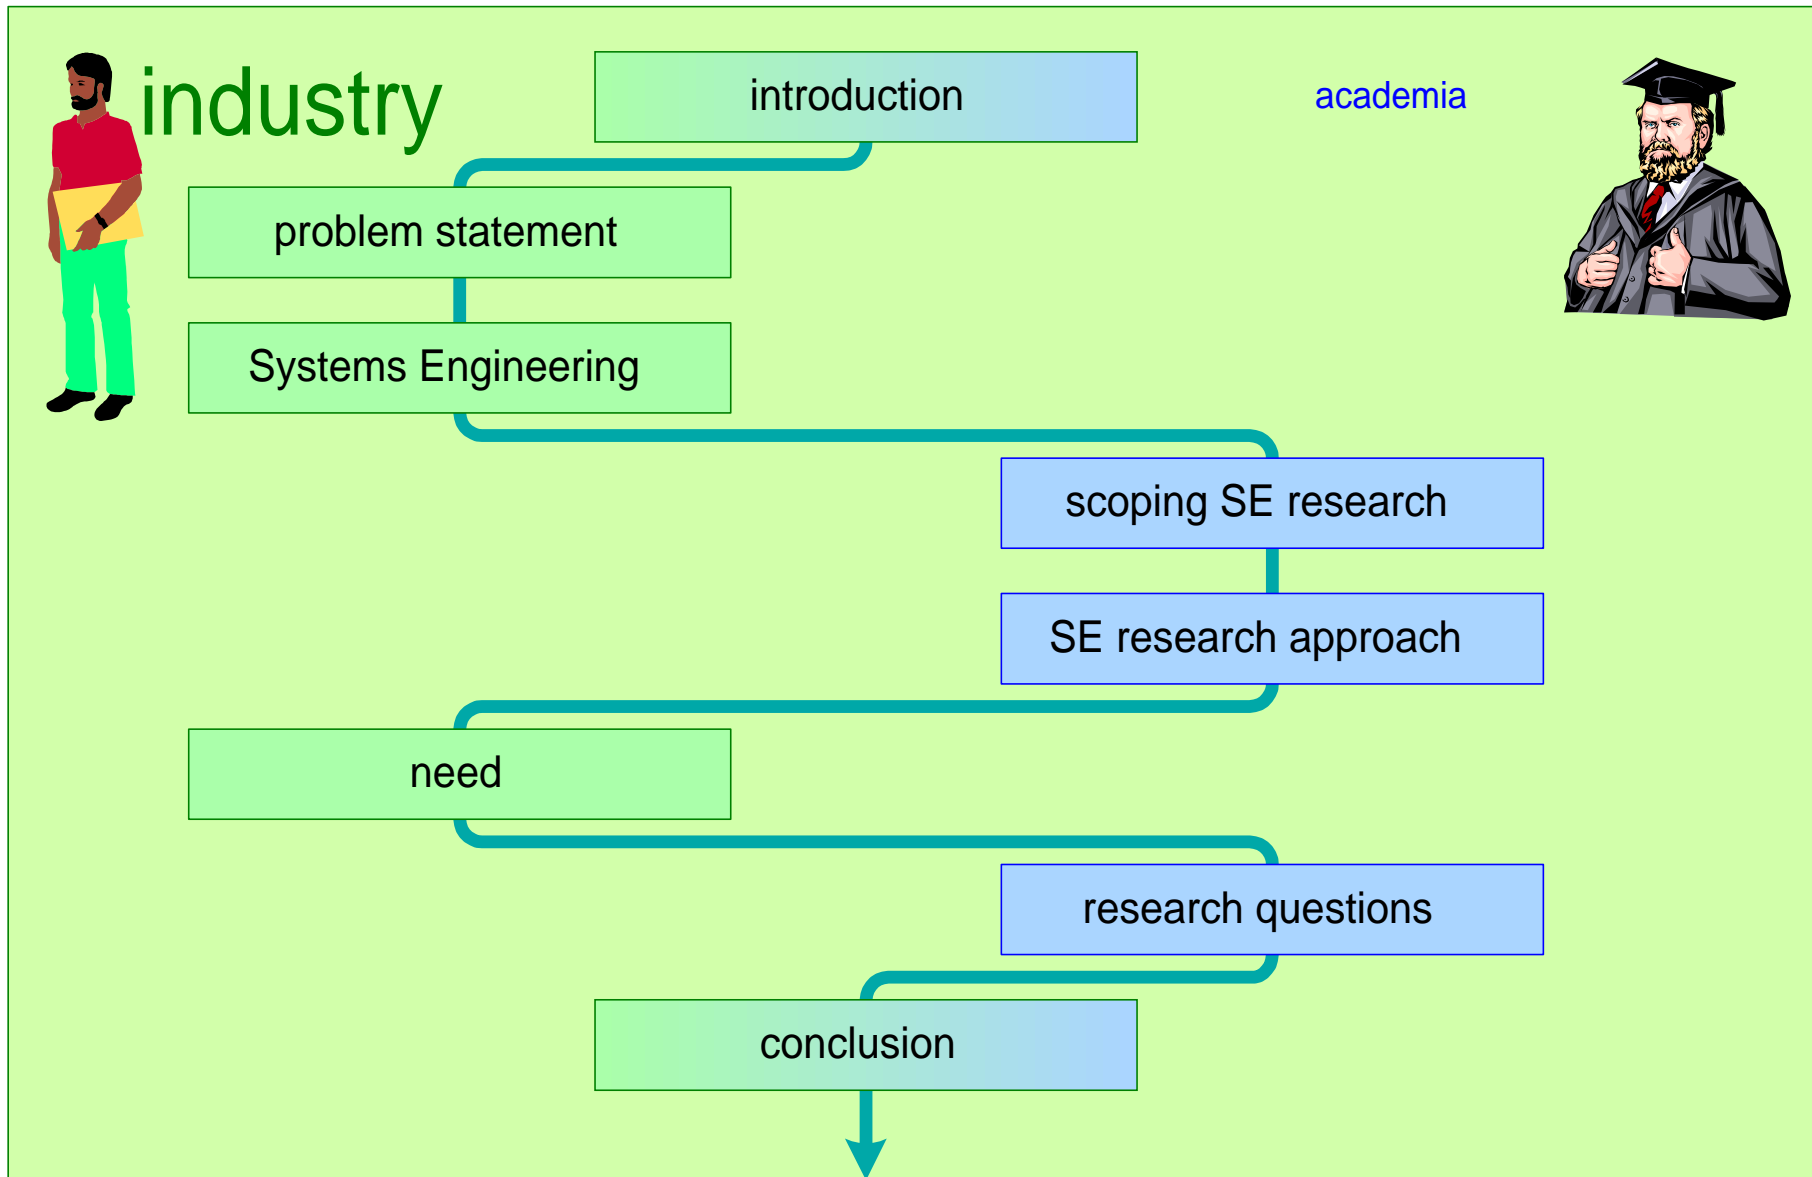 industry
introduction
academia
problem statement
Systems Engineering
scoping SE research
SE research approach
need
research questions
conclusion